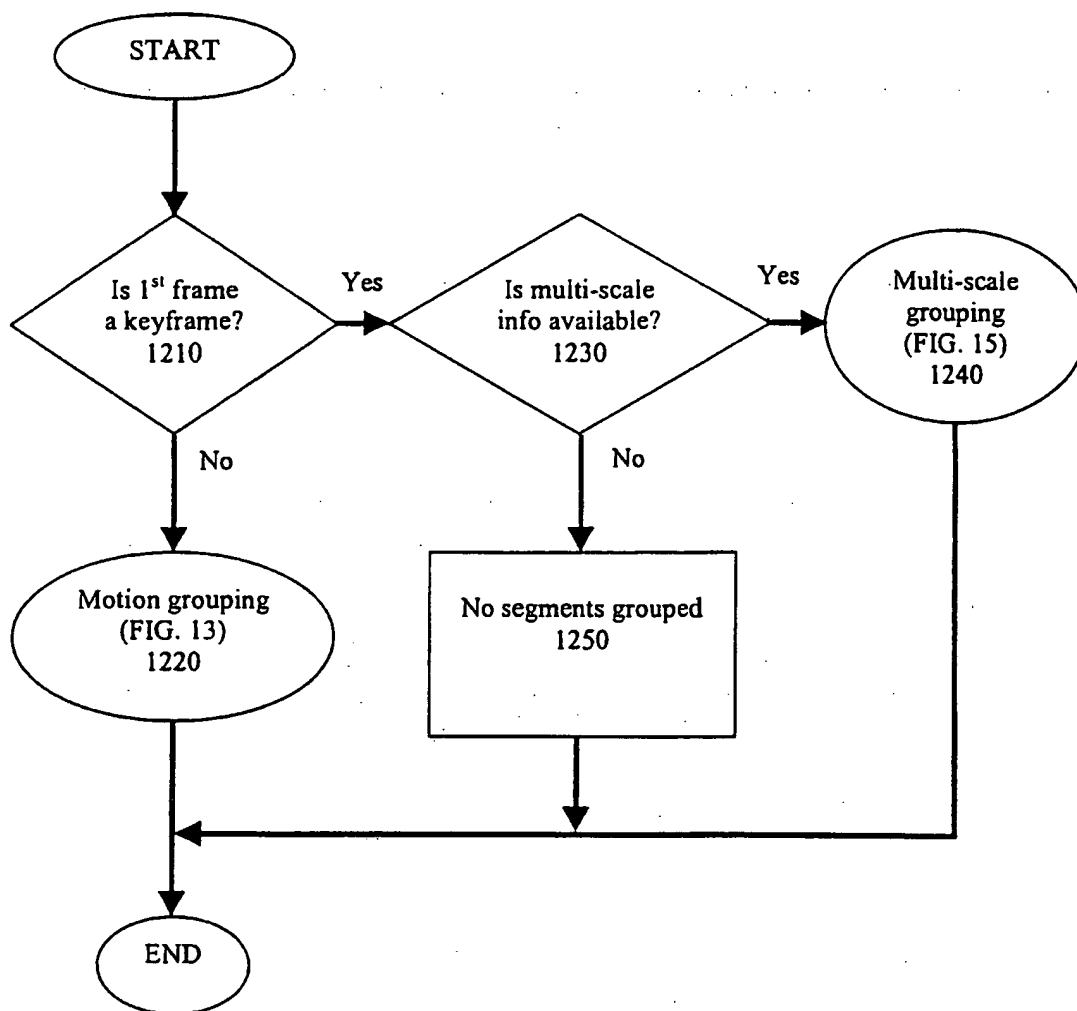 START
Is 1st frame
a keyframe?
1210
Yes
Is multi-scale
info available?
1230
Yes
Multi-scale
grouping
(FIG. 15)
1240
No
No
Motion grouping
(FIG. 13)
1220
No segments grouped
1250
END